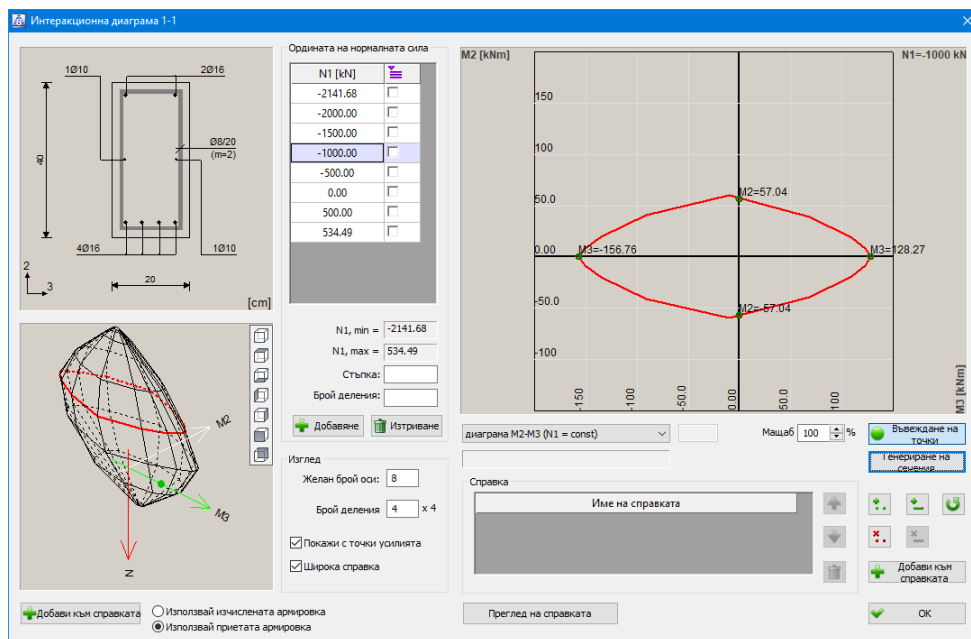 Интеракционна диаграма 1-1
1Ø10
2Ø16
Ø8/20
(m=2)
40
4Ø16
1Ø10
20
2
3
[cm]
M2
M3
Z
Добави към справката
Използвай изчислената армировка
Използвай приетата армировка
Ордината на нормалната сила
N1 [kN]
-2141.68
-2000.00
-1500.00
-1000.00
-500.00
0.00
500.00
534.49
N1, min = -2141.68
N1, max = 534.49
Стъпка:
Брой деления:
Добавяне
Изтриване
Изглед
Желан брой оси: 8
Брой деления 4 x 4
Покажи с точки усилията
Широка справка
M2 [kNm]
N1=-1000 kN
150
100
50.0
0.00
-50.0
-100
M2=57.04
M3=-156.76
M3=128.27
M2=-57.04
-150
-100
-50.0
0.00
50.0
100
M3 [kNm]
диаграма M2-M3 (N1 = const)
Мащаб 100 %
Въвеждане на
точки
Генериране на
сечения
Справка
Име на справката
Добави към
справката
Преглед на справката
OK